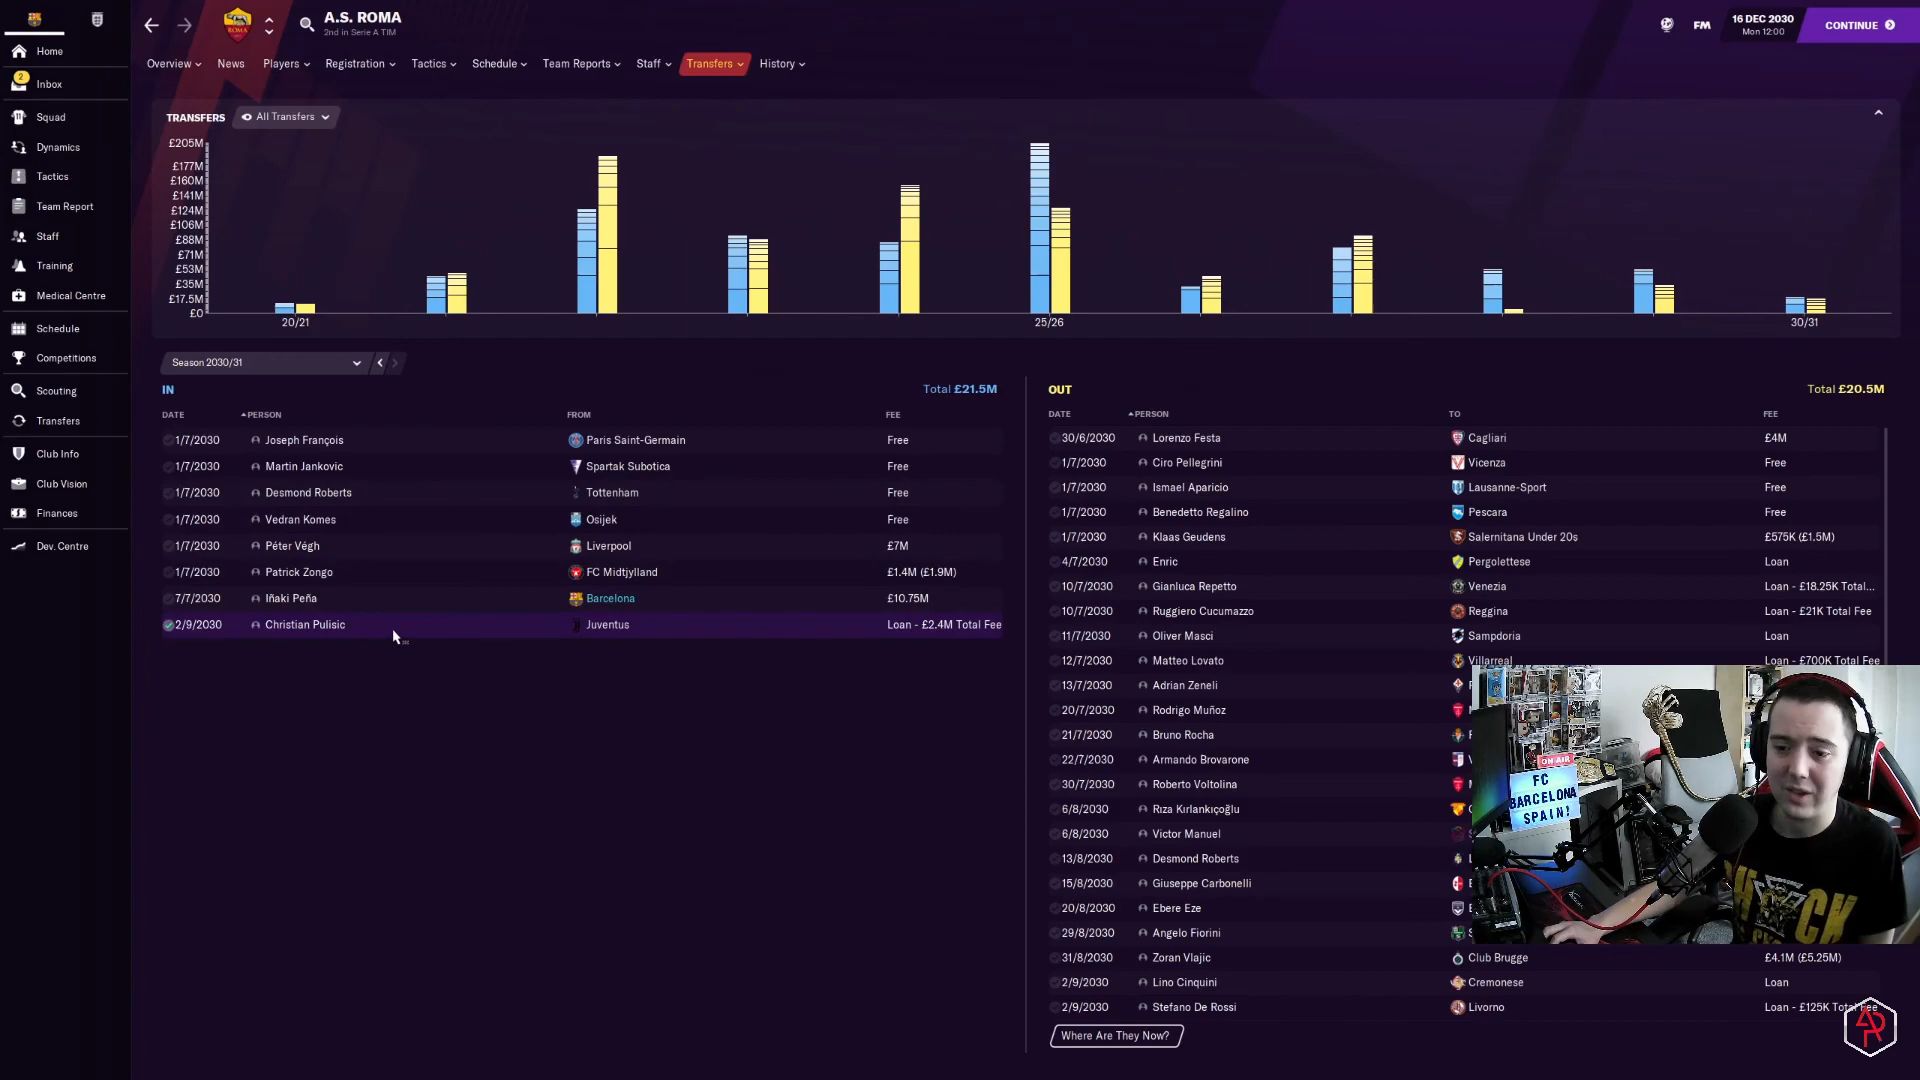 A.S. ROMA
2nd in Serie A TIM
FM
16 DEC 2030
Mon 12:00
CONTINUE
Home
2
Inbox
Squad
Dynamics
Tactics
Team Report
Staff
Training
Medical Centre
Schedule
Competitions
Scouting
Transfers
Club Info
Club Vision
Finances
Dev. Centre
Overview News Players Registration Tactics Schedule Team Reports Staff Transfers History
TRANSFERS All Transfers
£205M
£177M
£160M
£141M
£124M
£106M
£88M
£71M
£53M
£35M
£17.5M
£0
20/21 25/26 30/31
Season 2030/31
IN Total £21.5M
DATE PERSON FROM FEE
1/7/2030 Joseph François Paris Saint-Germain Free
1/7/2030 Martin Jankovic Spartak Subotica Free
1/7/2030 Desmond Roberts Tottenham Free
1/7/2030 Vedran Komes Osijek Free
1/7/2030 Péter Végh Liverpool £7M
1/7/2030 Patrick Zongo FC Midtjylland £1.4M (£1.9M)
7/7/2030 Iñaki Peña Barcelona £10.75M
2/9/2030 Christian Pulisic Juventus Loan - £2.4M Total Fee
OUT Total £20.5M
DATE PERSON TO FEE
30/6/2030 Lorenzo Festa Cagliari £4M
1/7/2030 Ciro Pellegrini Vicenza Free
1/7/2030 Ismael Aparicio Lausanne-Sport Free
1/7/2030 Benedetto Regalino Pescara Free
1/7/2030 Klaas Geudens Salernitana Under 20s £575K (£1.5M)
4/7/2030 Enric Pergolettese Loan
10/7/2030 Gianluca Repetto Venezia Loan - £18.25K Total...
10/7/2030 Ruggiero Cucumazzo Reggina Loan - £21K Total Fee
11/7/2030 Oliver Masci Sampdoria Loan
12/7/2030 Matteo Lovato Villarreal Loan - £700K Total Fee
13/7/2030 Adrian Zeneli
20/7/2030 Rodrigo Muñoz
21/7/2030 Bruno Rocha
22/7/2030 Armando Brovarone
30/7/2030 Roberto Voltolina
6/8/2030 Rıza Kırlankıçoğlu
6/8/2030 Victor Manuel
13/8/2030 Desmond Roberts
15/8/2030 Giuseppe Carbonelli
20/8/2030 Ebere Eze
29/8/2030 Angelo Fiorini
31/8/2030 Zoran Vlajic Club Brugge £4.1M (£5.25M)
2/9/2030 Lino Cinquini Cremonese Loan
2/9/2030 Stefano De Rossi Livorno Loan - £125K Total Fee
Where Are They Now?
ON AIR
FC
BARCELONA
SPAIN!